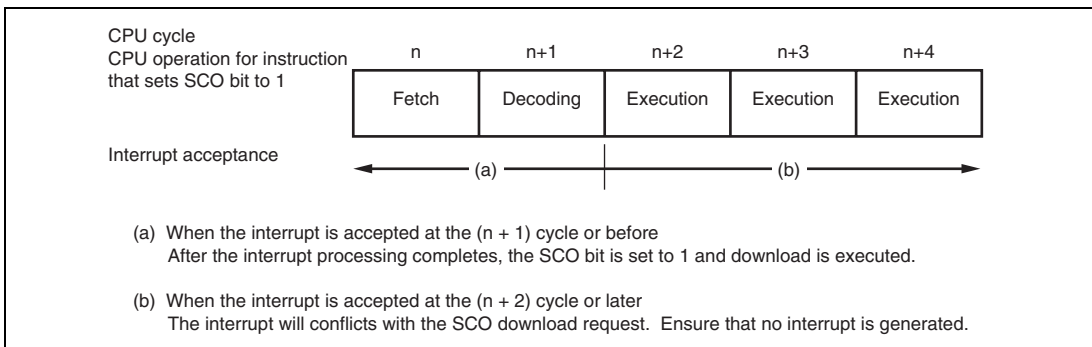 CPU cycle
CPU operation for instruction
that sets SCO bit to 1
n n+1 n+2 n+3 n+4
Fetch Decoding Execution Execution Execution
Interrupt acceptance
(a) (b)
(a) When the interrupt is accepted at the (n + 1) cycle or before
After the interrupt processing completes, the SCO bit is set to 1 and download is executed.
(b) When the interrupt is accepted at the (n + 2) cycle or later
The interrupt will conflicts with the SCO download request. Ensure that no interrupt is generated.